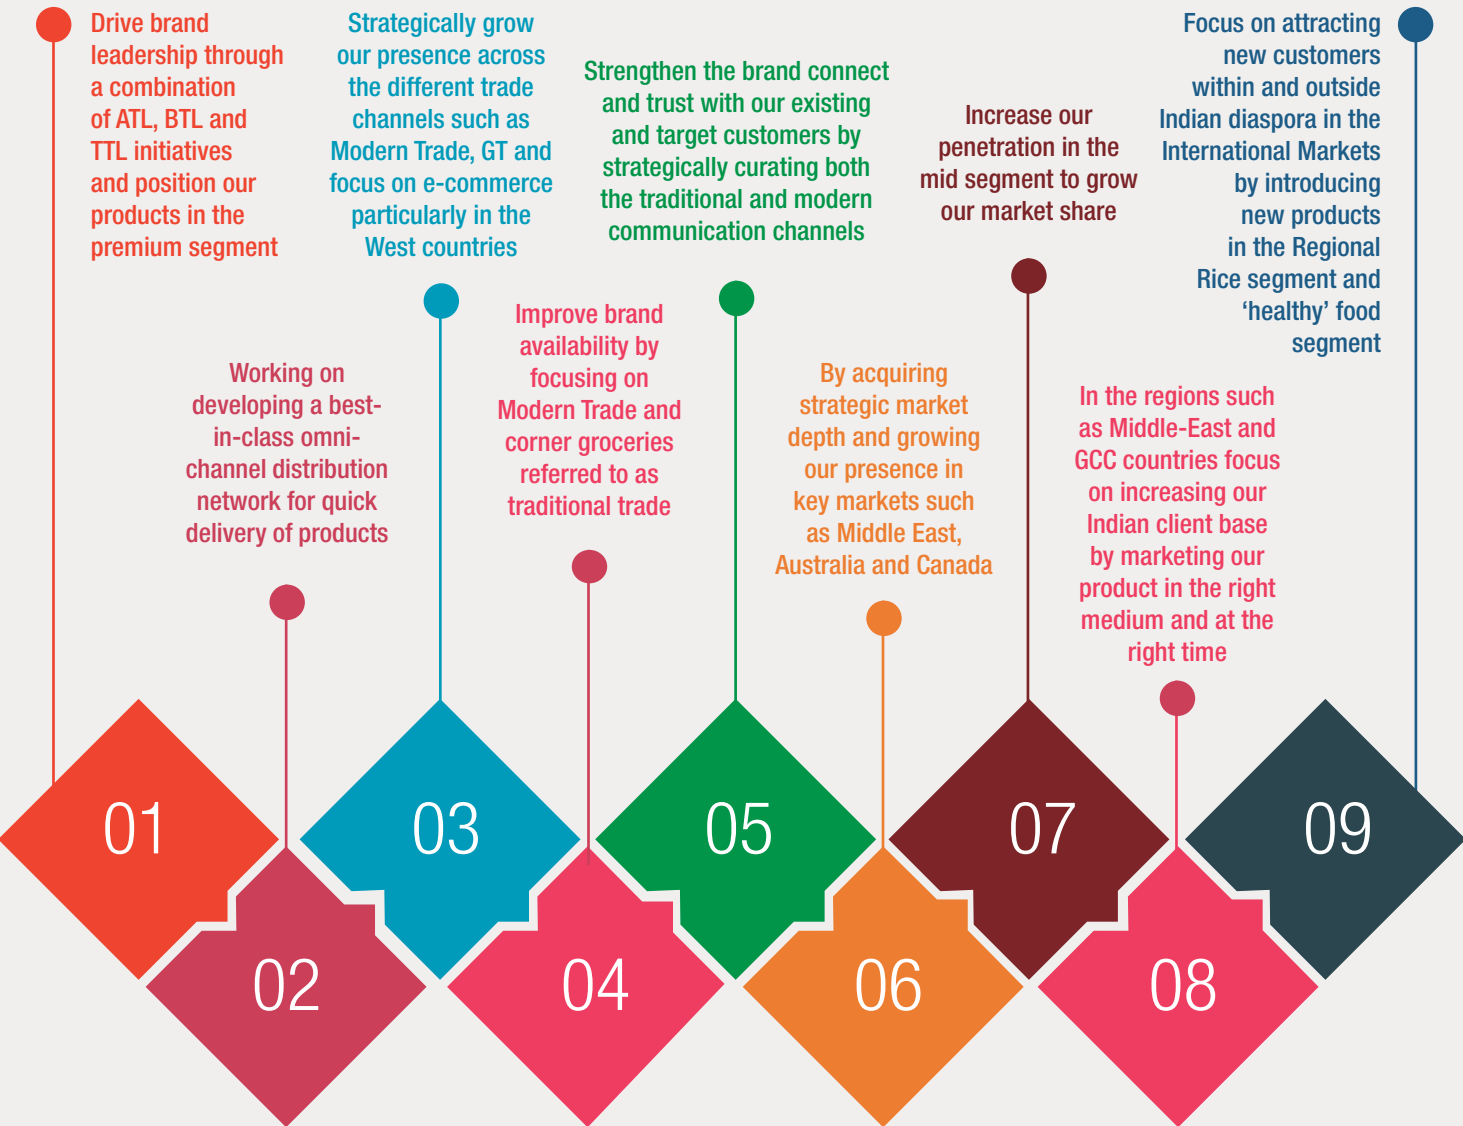 Drive brand
leadership through
a combination
of ATL, BTL and
TTL initiatives
and position our
products in the
premium segment
Working on
developing a best-
in-class omni-
channel distribution
network for quick
delivery of products
Strategically grow
our presence across
the different trade
channels such as
Modern Trade, GT and
focus on e-commerce
particularly in the
West countries
Improve brand
availability by
focusing on
Modern Trade and
corner groceries
referred to as
traditional trade
Strengthen the brand connect
and trust with our existing
and target customers by
strategically curating both
the traditional and modern
communication channels
By acquiring
strategic market
depth and growing
our presence in
key markets such
as Middle East,
Australia and Canada
Increase our
penetration in the
mid segment to grow
our market share
In the regions such
as Middle-East and
GCC countries focus
on increasing our
Indian client base
by marketing our
product in the right
medium and at the
right time
Focus on attracting
new customers
within and outside
Indian diaspora in the
International Markets
by introducing
new products
in the Regional
Rice segment and
‘healthy’ food
segment
01
02
03
04
05
06
07
08
09